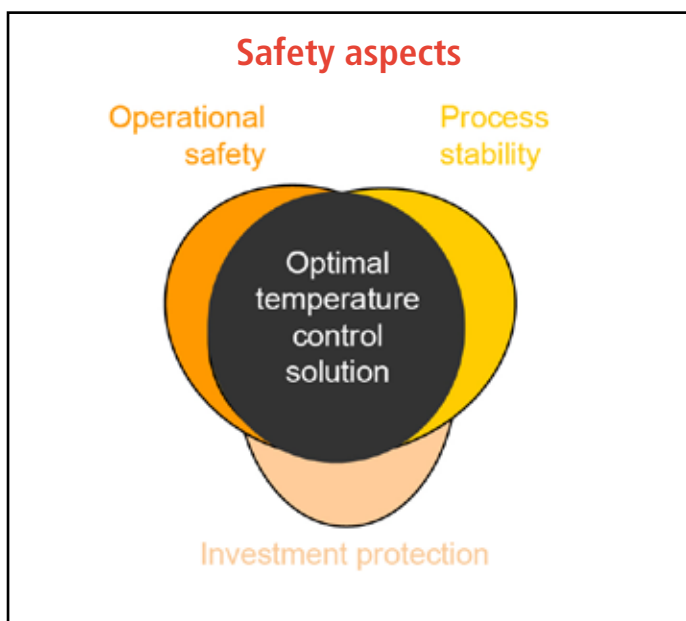 Safety aspects
Operational
safety
Process
stability
Optimal
temperature
control
solution
Investment protection